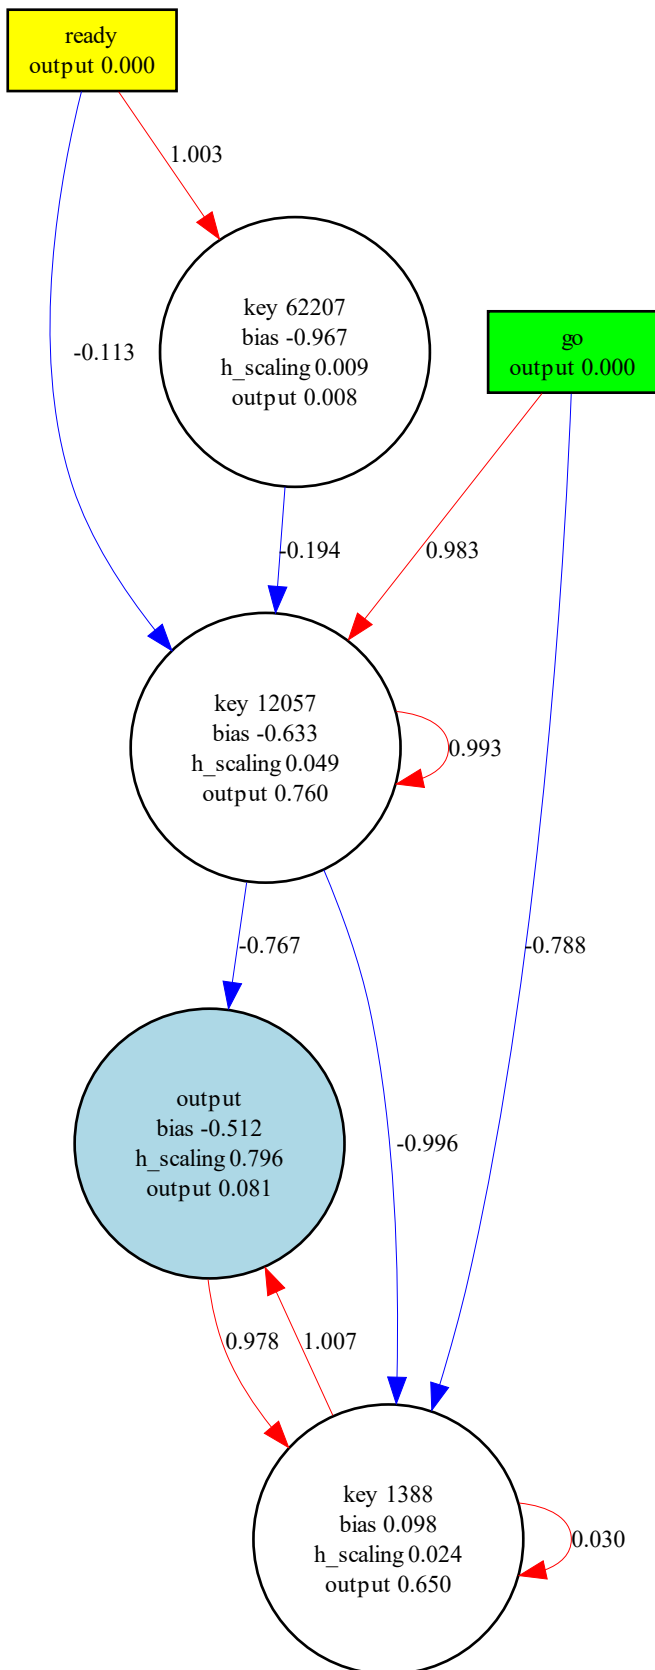 ready
output 0.000
1.003
key 62207
bias -0.967
h_scaling 0.009
output 0.008
go
output 0.000
-0.113
-0.194
0.983
key 12057
bias -0.633
h_scaling 0.049
output 0.760
0.993
-0.767
-0.788
output
bias -0.512
h_scaling 0.796
output 0.081
-0.996
0.978
1.007
key 1388
bias 0.098
h_scaling 0.024
output 0.650
0.030